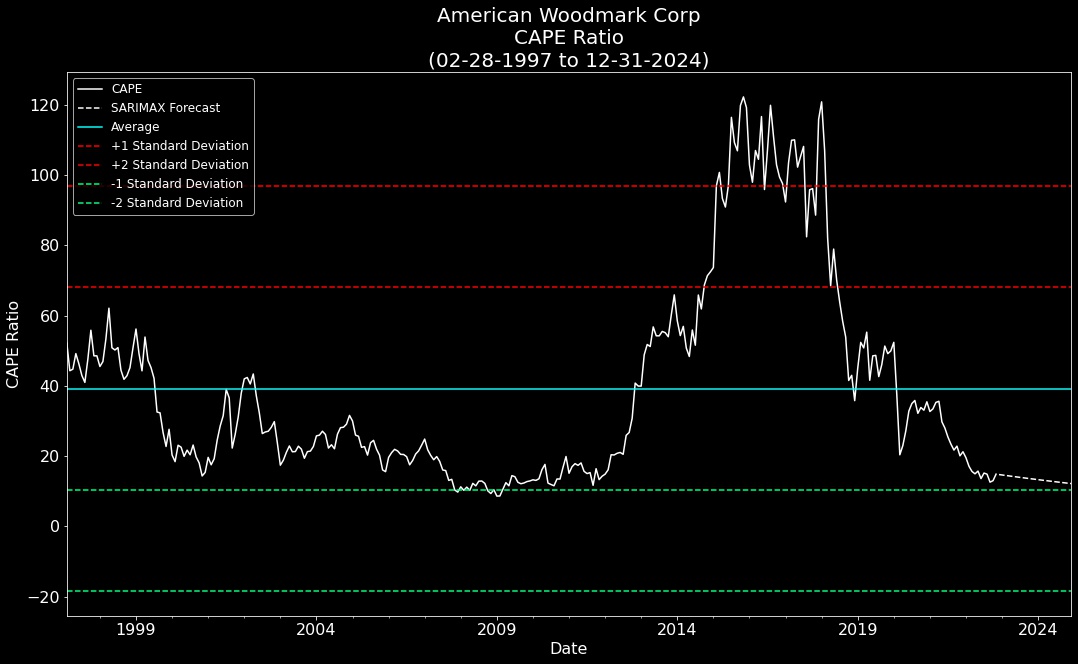 American Woodmark Corp
CAPE Ratio
(02-28-1997 to 12-31-2024)
CAPE
SARIMAX Forecast
Average
+1 Standard Deviation
+2 Standard Deviation
-1 Standard Deviation
-2 Standard Deviation
CAPE Ratio
120
100
80
60
40
20
0
−20
1999
2004
2009
2014
2019
2024
Date